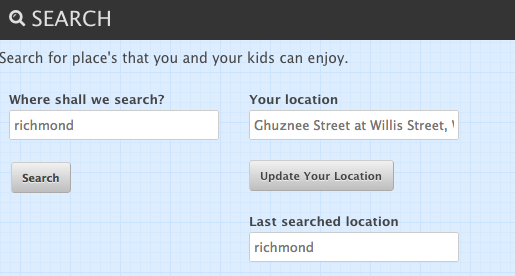 SEARCH
Search for place's that you and your kids can enjoy.
Where shall we search?
richmond
Search
Your location
Ghuznee Street at Willis Street,
Update Your Location
Last searched location
richmond